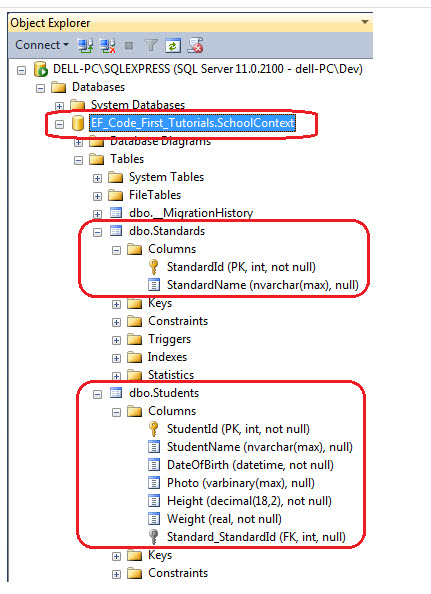 Object Explorer
Connect
DELL-PC\SQLEXPRESS (SQL Server 11.0.2100 - dell-PC\Dev)
Databases
System Databases
EF_Code_First_Tutorials.SchoolContext
Database Diagrams
Tables
System Tables
FileTables
dbo.__MigrationHistory
dbo.Standards
Columns
StandardId (PK, int, not null)
StandardName (nvarchar(max), null)
Keys
Constraints
Triggers
Indexes
Statistics
dbo.Students
Columns
StudentId (PK, int, not null)
StudentName (nvarchar(max), null)
DateOfBirth (datetime, not null)
Photo (varbinary(max), null)
Height (decimal(18,2), not null)
Weight (real, not null)
Standard_StandardId (FK, int, null)
Keys
Constraints